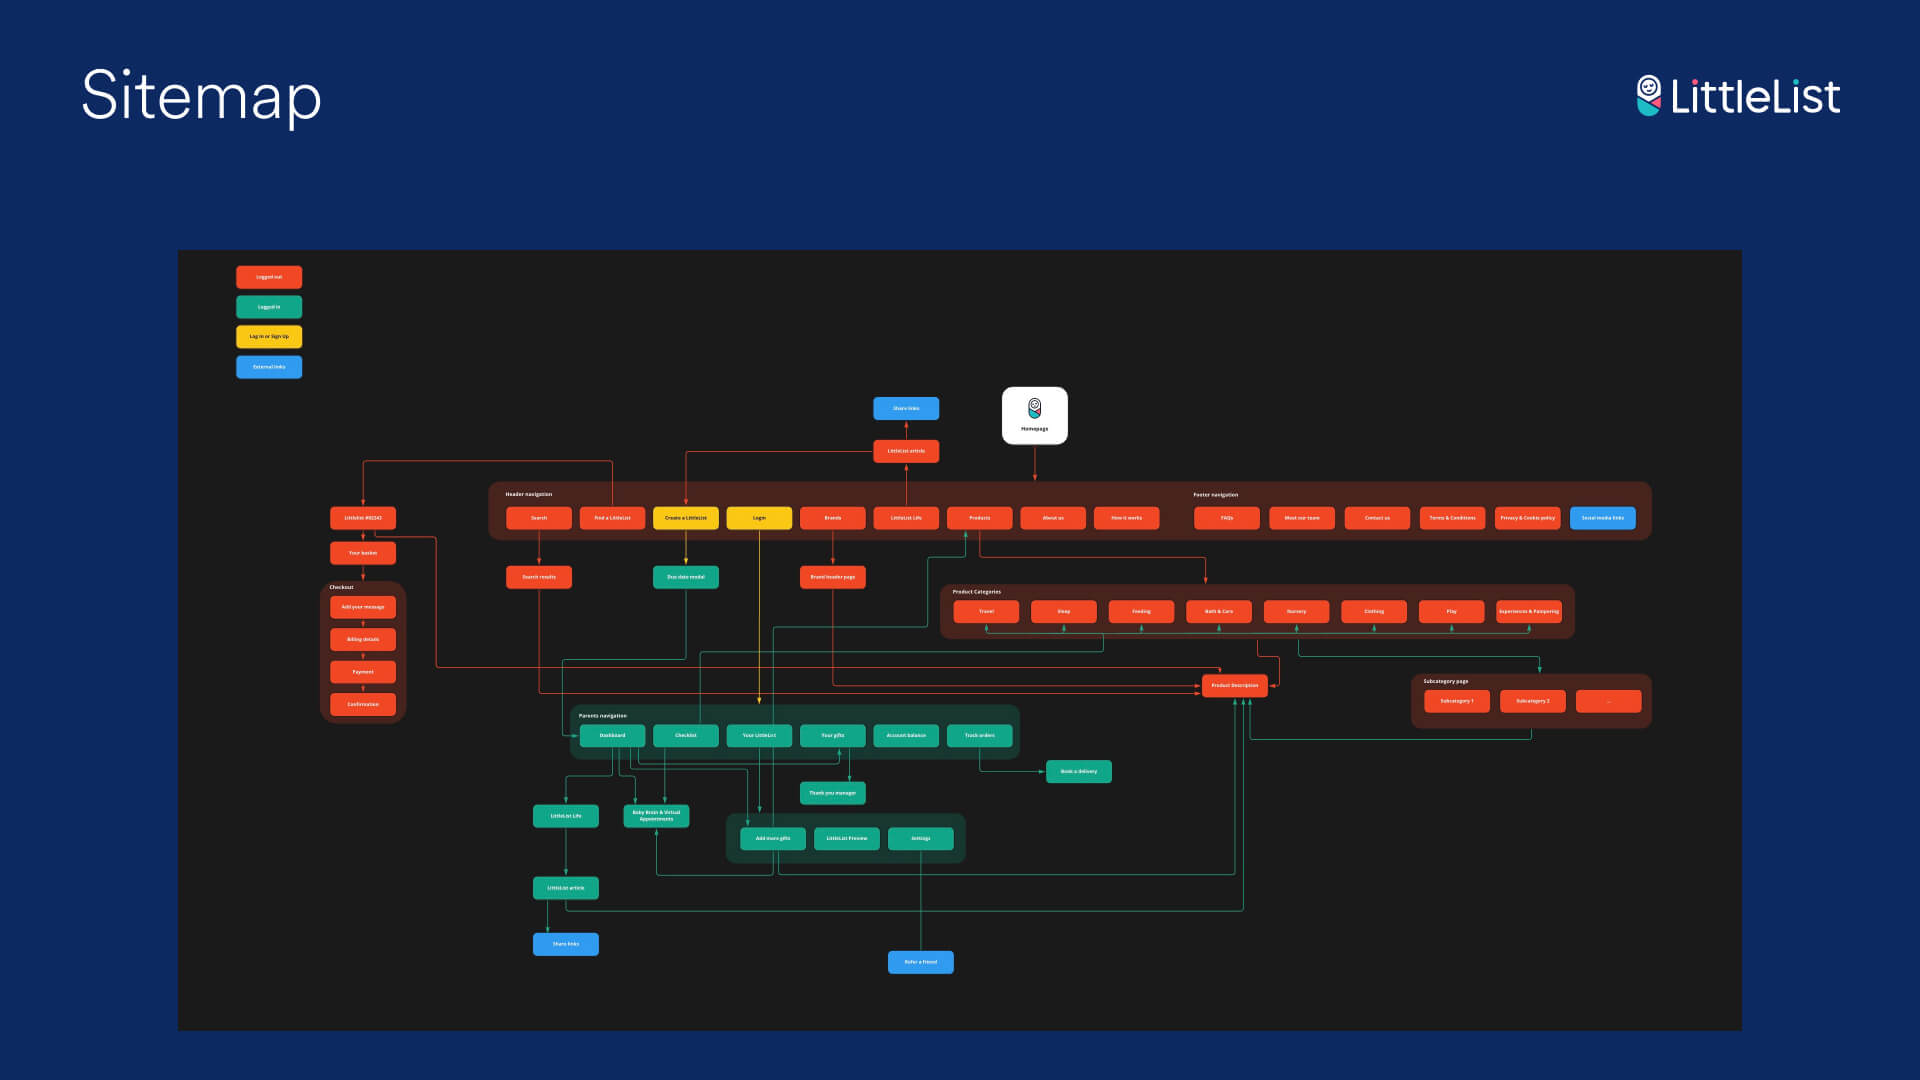 Sitemap
LittleList
Logged out
Logged in
Log in or Sign Up
External links
Share links
Homepage
LittleList article
Header navigation
Footer navigation
Littlelist #82343
Search
Find a LittleList
Create a LittleList
Login
Brands
LittleList Life
Products
About us
How it works
FAQs
Meet our team
Contact us
Terms & Conditions
Privacy & Cookie policy
Social media links
Your basket
Search results
Due date modal
Brand header page
Checkout
Add your message
Billing details
Payment
Confirmation
Product Categories
Travel
Sleep
Feeding
Bath & Care
Nursery
Clothing
Play
Experiences & Pampering
Product Description
Subcategory page
Subcategory 1
Subcategory 2
...
Parents navigation
Dashboard
Checklist
Your LittleList
Your gifts
Account balance
Track orders
Book a delivery
Thank you manager
LittleList Life
Baby Brain & Virtual
Appointments
Add more gifts
LittleList Preview
Settings
LittleList article
Share links
Refer a friend